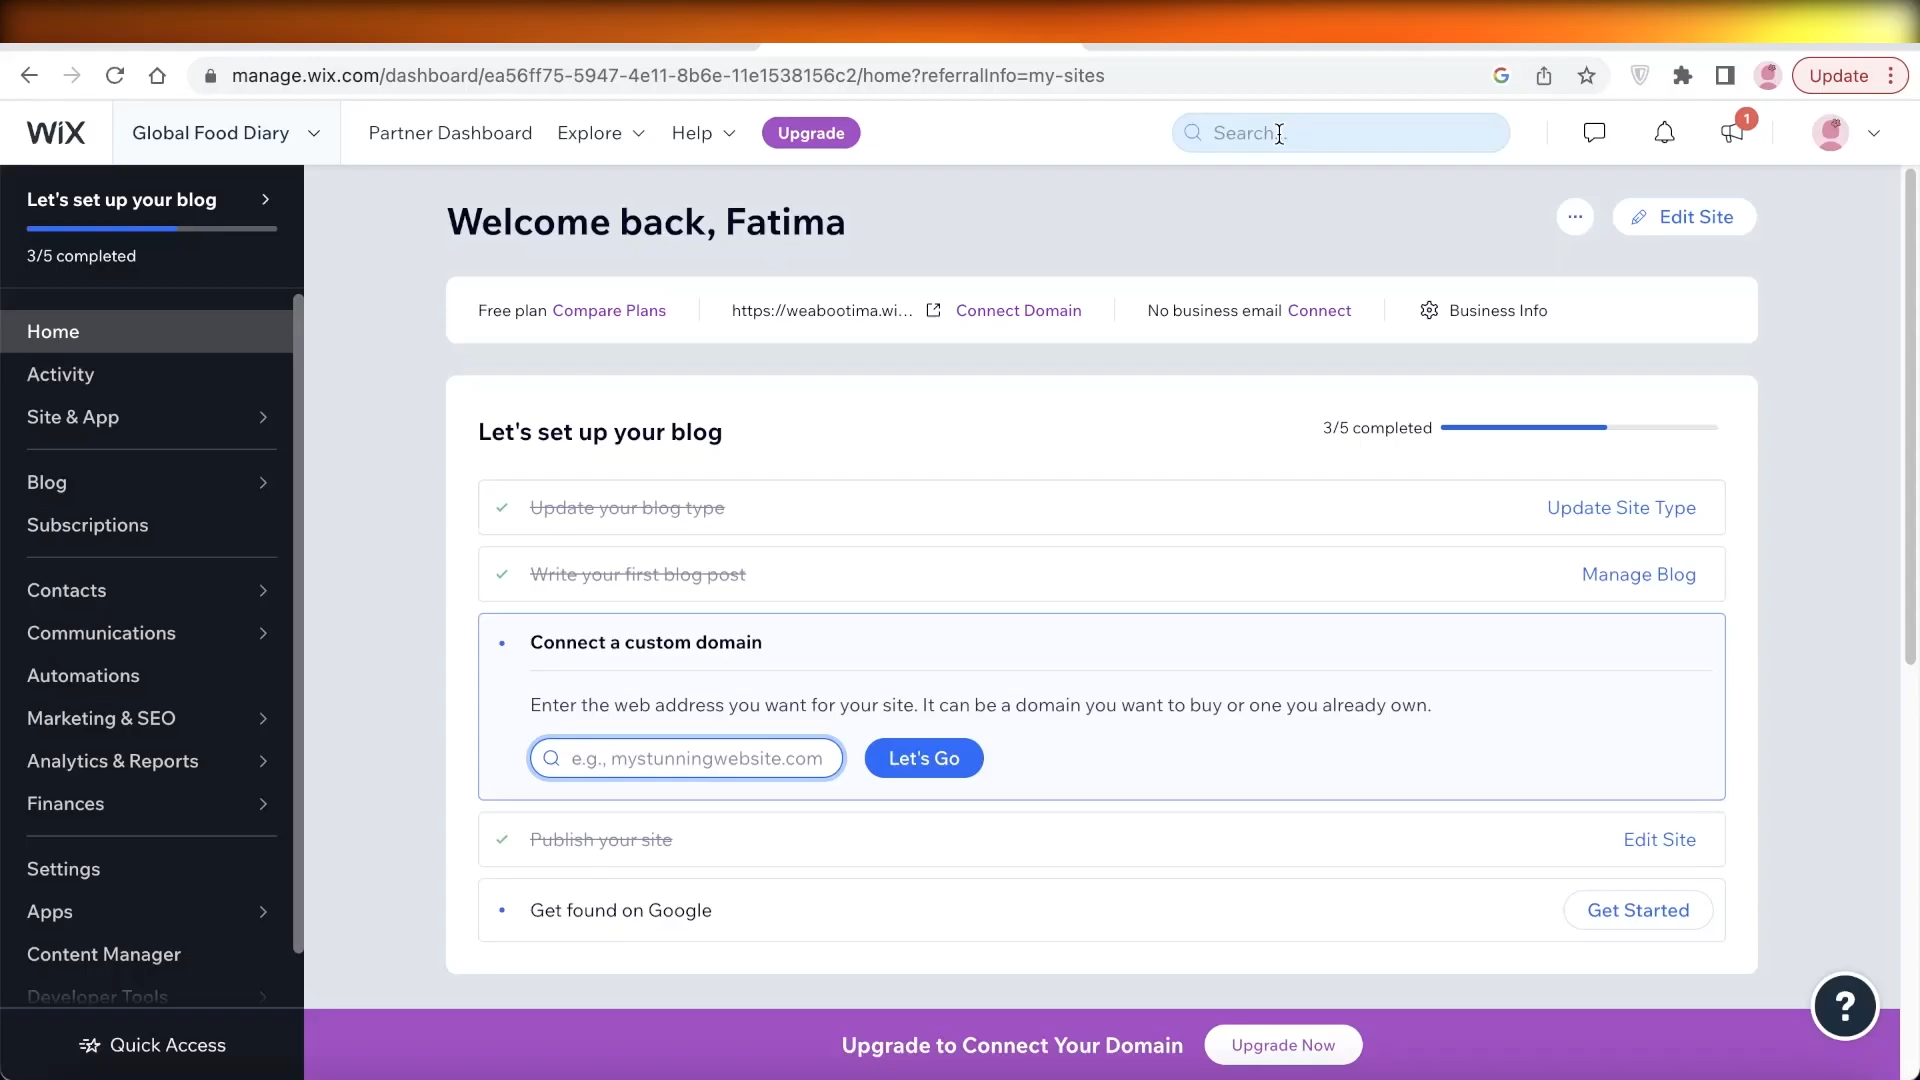 manage.wix.com/dashboard/ea56ff75-5947-4e11-8b6e-11e1538156c2/home?referralInfo=my-sites
Update
WiX
Global Food Diary
Partner Dashboard
Explore
Help
Upgrade
Search...
1
Let's set up your blog
3/5 completed
Home
Activity
Site & App
Blog
Subscriptions
Contacts
Communications
Automations
Marketing & SEO
Analytics & Reports
Finances
Settings
Apps
Content Manager
Developer Tools
Quick Access
Welcome back, Fatima
Edit Site
Free plan Compare Plans
https://weabootima.wi...
Connect Domain
No business email Connect
Business Info
Let's set up your blog
3/5 completed
Update your blog type
Update Site Type
Write your first blog post
Manage Blog
Connect a custom domain
Enter the web address you want for your site. It can be a domain you want to buy or one you already own.
e.g., mystunningwebsite.com
Let's Go
Publish your site
Edit Site
Get found on Google
Get Started
?
Upgrade to Connect Your Domain
Upgrade Now